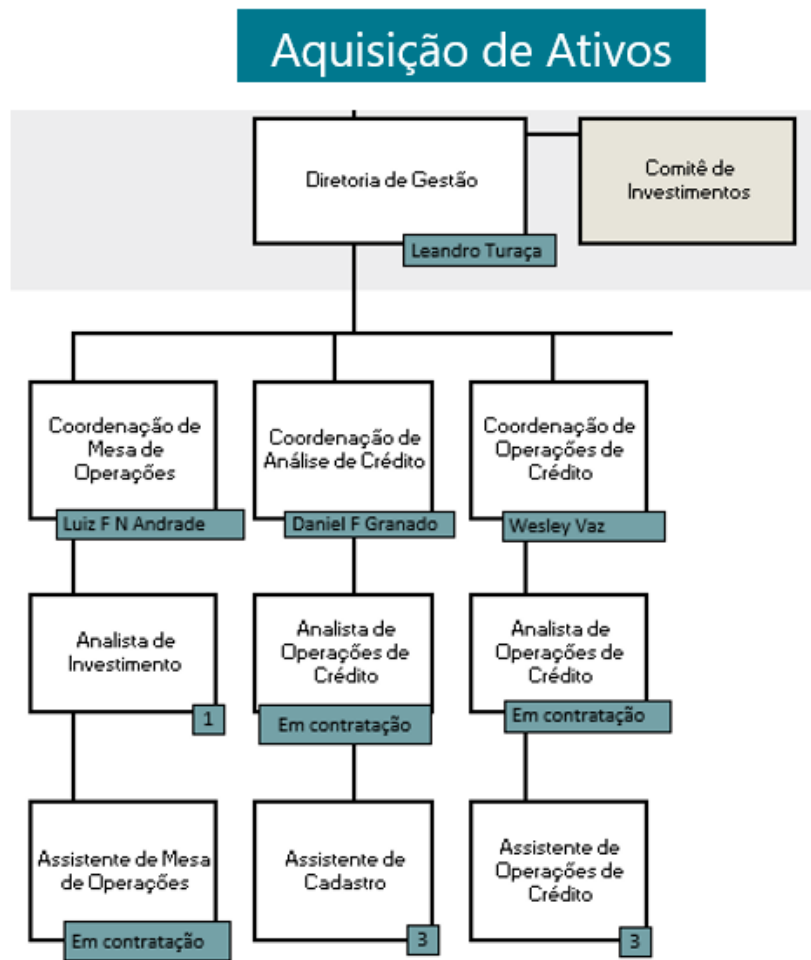 Aquisição de Ativos
Diretoria de Gestão
Leandro Turaça
Comitê de
Investimentos
Coordenação de
Mesa de
Operações
Luiz F N Andrade
Coordenação de
Análise de Crédito
Daniel F Granado
Coordenação de
Operações de
Crédito
Wesley Vaz
Analista de
Investimento
1
Analista de
Operações de
Crédito
Em contratação
Analista de
Operações de
Crédito
Em contratação
Assistente de Mesa
de Operações
Em contratação
Assistente de
Cadastro
3
Assistente de
Operações de
Crédito
3